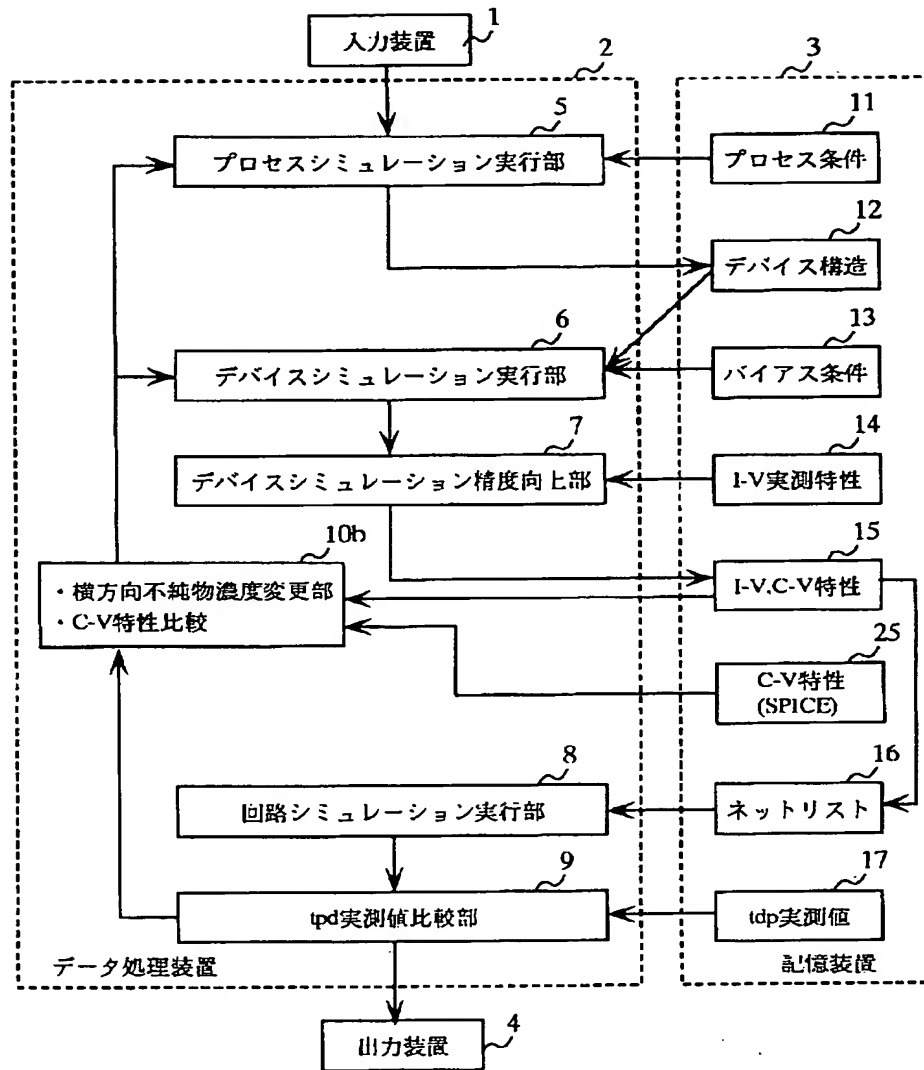 1
入力装置
2
3
5
プロセスシミュレーション実行部
11
プロセス条件
12
デバイス構造
6
デバイスシミュレーション実行部
13
バイアス条件
7
デバイスシミュレーション精度向上部
14
I-V実測特性
10b
・横方向不純物濃度変更部
・C-V特性比較
15
I-V、C-V特性
25
C-V特性
(SPICE)
8
回路シミュレーション実行部
16
ネットリスト
9
tpd実測値比較部
17
tdp実測値
データ処理装置
記憶装置
出力装置
4